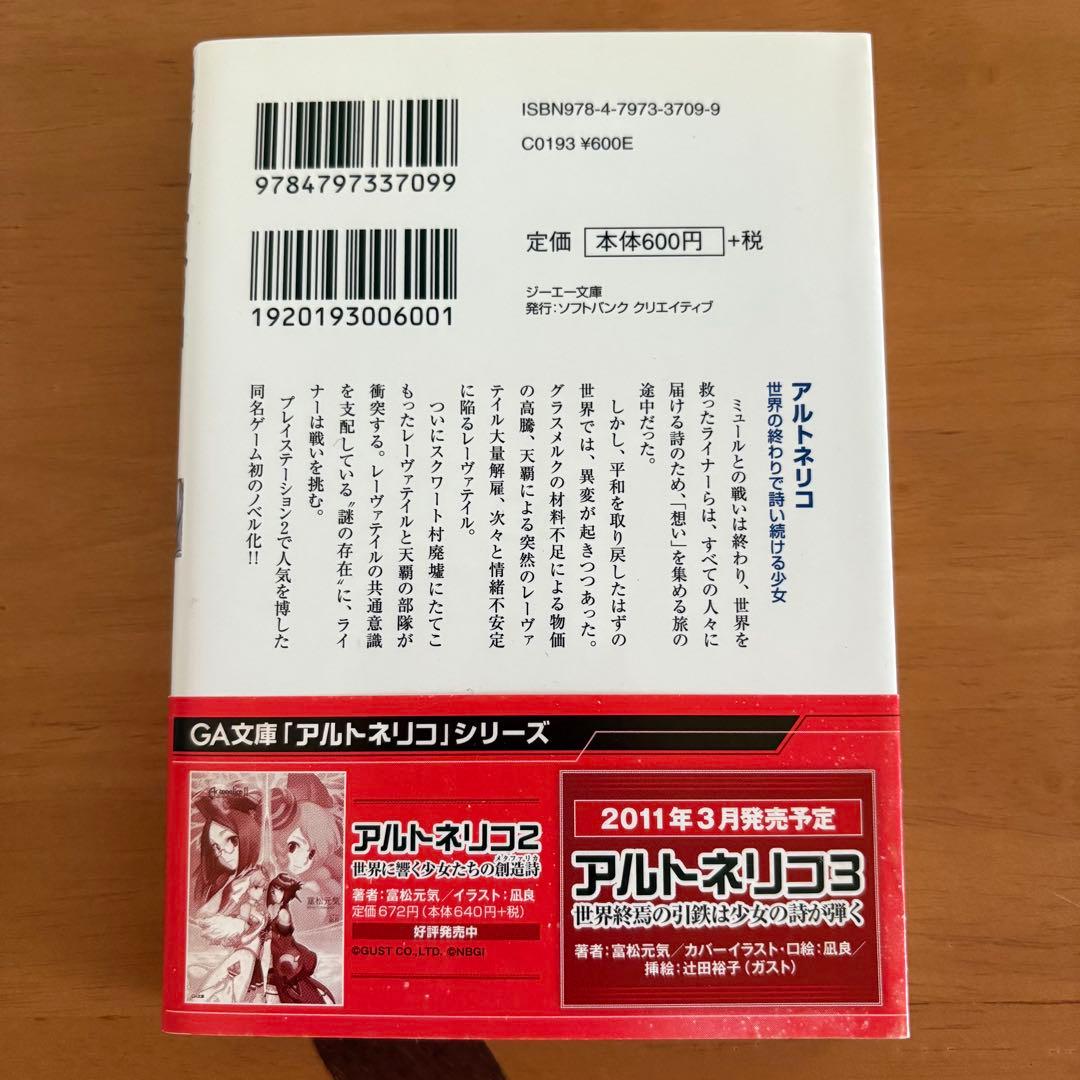 ISBN978-4-7973-3709-9
C0193 ¥600E
9784797337099
1920193006001
定価 本体600円 +税
ジーエー文庫
発行:ソフトバンク クリエイティブ
アルトネリコ
世界の終わりで詩い続ける少女
ミュールとの戦いは終わり、世界を
救ったライナーらは、すべての人々に
届ける詩のため、「想い」を集める旅の
途中だった。
しかし、平和を取り戻したはずの
世界では、異変が起きつつあった。
グラスメルクの材料不足による物価
の高騰、天覇による突然のレーヴァ
テイル大量解雇、次々と情緒不安定
に陥るレーヴァテイル。
ついにスクワート村廃墟にたてこ
もったレーヴァテイルと天覇の部隊が
衝突する。レーヴァテイルの共通意識
を支配している〝謎の存在〟に、ライ
ナーは戦いを挑む。
プレイステーション2で人気を博した
同名ゲーム初のノベル化!!
GA文庫「アルトネリコ」シリーズ
Ar tonelico II
富松元気
凪良
GA文庫
アルトネリコ2
世界に響く少女たちの創造詩
メタファリカ
著者:富松元気/イラスト:凪良
定価672円(本体640円+税)
好評発売中
©GUST CO.,LTD. ©NBGI
2011年3月発売予定
アルトネリコ3
世界終焉の引鉄は少女の詩が弾く
著者:富松元気/カバーイラスト・口絵:凪良/
挿絵:辻田裕子(ガスト)